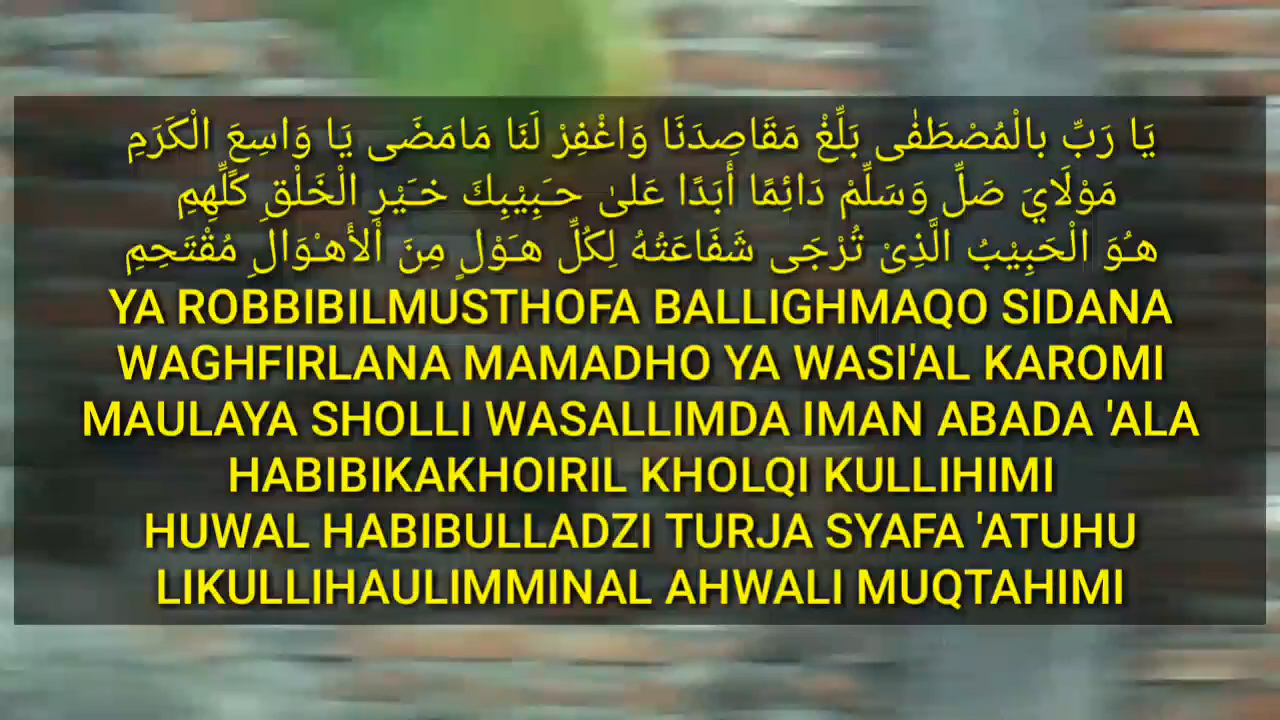 يَا رَبِّ بِالْمُصْطَفٰى بَلِّغْ مَقَاصِدَنَا وَاغْفِرْ لَنَا مَامَضَى يَا وَاسِعَ الْكَرَمِ
مَوْلَايَ صَلِّ وَسَلِّمْ دَائِمًا أَبَدًا عَلىٰ حَبِيْبِكَ خَيْرِ الْخَلْقِ كُلِّهِمِ
هُوَ الْحَبِيْبُ الَّذِىْ تُرْجَى شَفَاعَتُهُ لِكُلِّ هَوْلٍ مِنَ أْلأَهْوَالِ مُقْتَحِمِ
YA ROBBIBILMUSTHOFA BALLIGHMAQO SIDANA
WAGHFIRLANA MAMADHO YA WASI'AL KAROMI
MAULAYA SHOLLI WASALLIMDA IMAN ABADA 'ALA
HABIBIKAKHOIRIL KHOLQI KULLIHIMI
HUWAL HABIBULLADZI TURJA SYAFA 'ATUHU
LIKULLIHAULIMMINAL AHWALI MUQTAHIMI